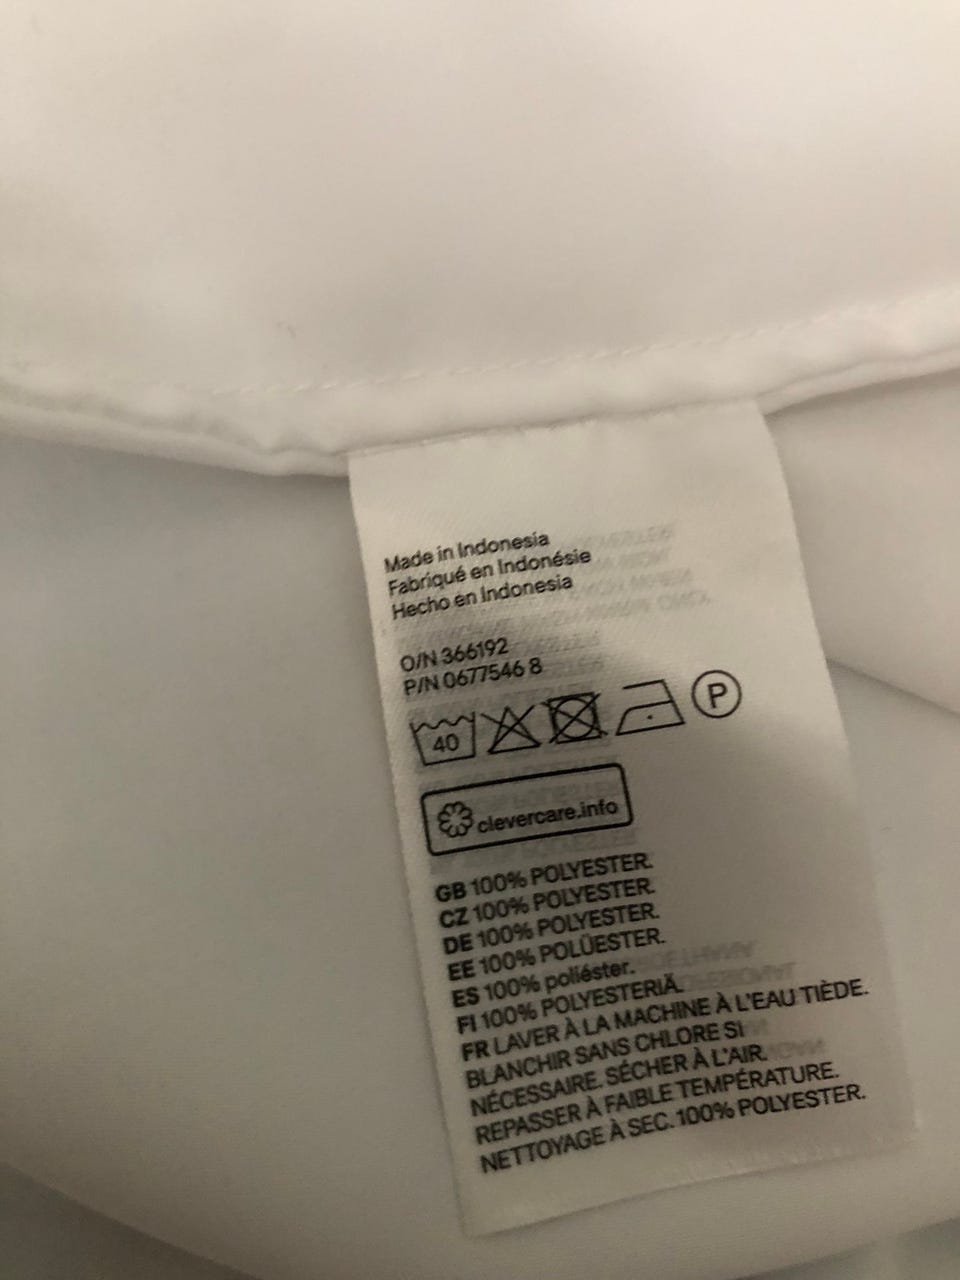 Made in Indonesia
Fabriqué en Indonésie
Hecho en Indonesia
O/N 366192
P/N 0677546 8
40 P
clevercare.info
GB 100% POLYESTER.
CZ 100% POLYESTER.
DE 100% POLYESTER.
EE 100% POLÜESTER.
ES 100% poliéster.
FI 100% POLYESTERIÄ.
FR LAVER À LA MACHINE À L'EAU TIÈDE.
BLANCHIR SANS CHLORE SI
NÉCESSAIRE. SÉCHER À L'AIR.
REPASSER À FAIBLE TEMPÉRATURE.
NETTOYAGE À SEC. 100% POLYESTER.